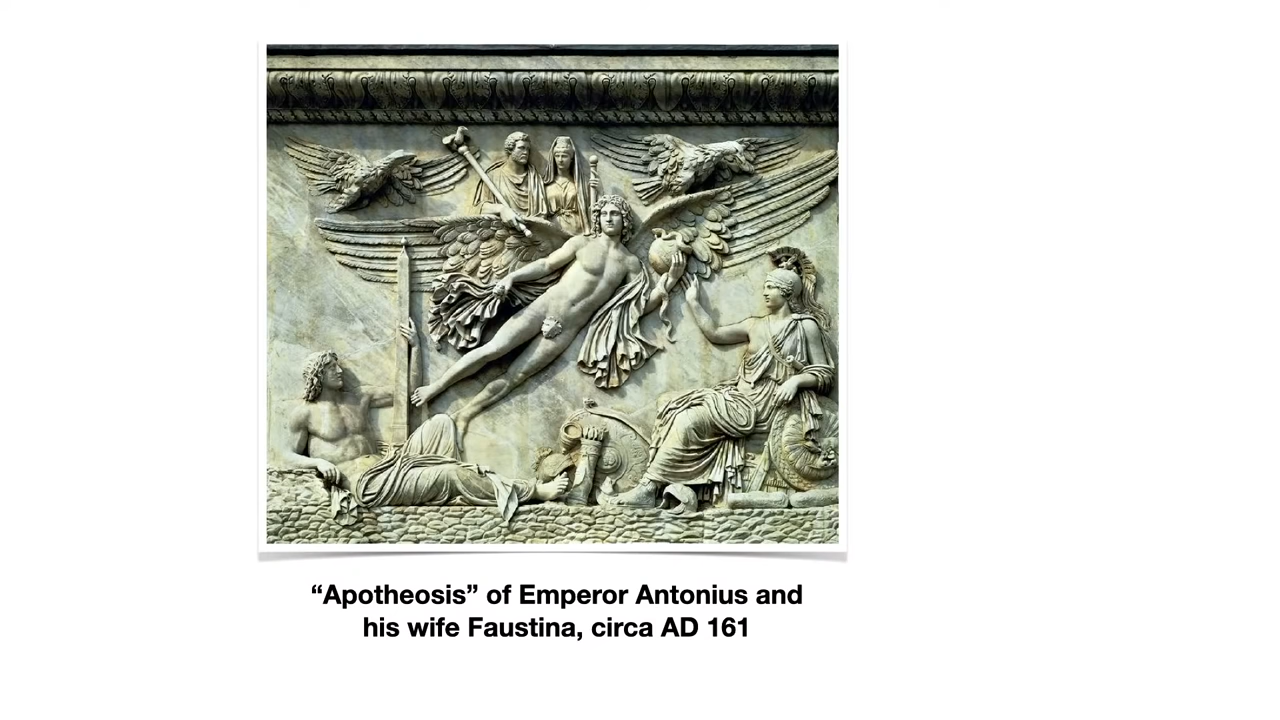 “Apotheosis” of Emperor Antonius and
his wife Faustina, circa AD 161